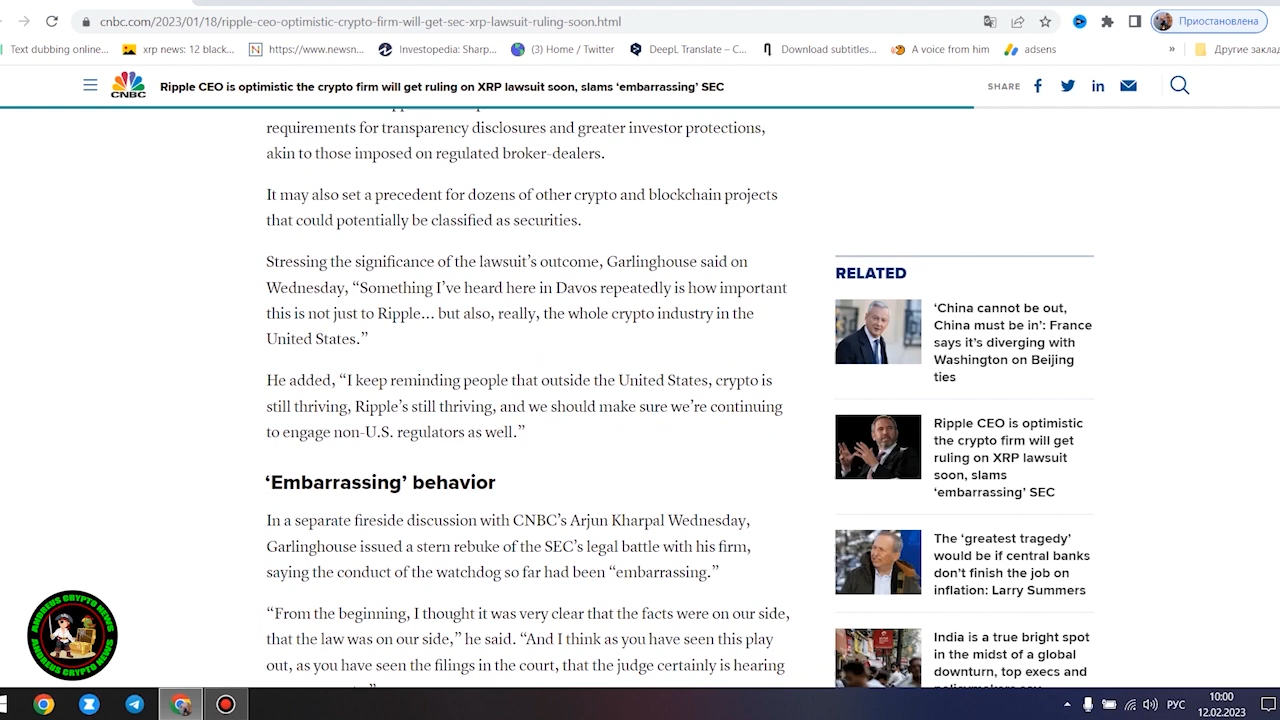 cnbc.com/2023/01/18/ripple-ceo-optimistic-crypto-firm-will-get-sec-xrp-lawsuit-ruling-soon.html
Приостановлена
Text dubbing online...
xrp news: 12 black...
https://www.newsn...
Investopedia: Sharp...
(3) Home / Twitter
DeepL Translate – C...
Download subtitles...
A voice from him
adsens
»
Другие заклад
CNBC
Ripple CEO is optimistic the crypto firm will get ruling on XRP lawsuit soon, slams ‘embarrassing’ SEC
SHARE
requirements for transparency disclosures and greater investor protections,
akin to those imposed on regulated broker-dealers.
It may also set a precedent for dozens of other crypto and blockchain projects
that could potentially be classified as securities.
Stressing the significance of the lawsuit’s outcome, Garlinghouse said on
Wednesday, “Something I’ve heard here in Davos repeatedly is how important
this is not just to Ripple... but also, really, the whole crypto industry in the
United States.”
He added, “I keep reminding people that outside the United States, crypto is
still thriving, Ripple’s still thriving, and we should make sure we’re continuing
to engage non-U.S. regulators as well.”
‘Embarrassing’ behavior
In a separate fireside discussion with CNBC’s Arjun Kharpal Wednesday,
Garlinghouse issued a stern rebuke of the SEC’s legal battle with his firm,
saying the conduct of the watchdog so far had been “embarrassing.”
“From the beginning, I thought it was very clear that the facts were on our side,
that the law was on our side,” he said. “And I think as you have seen this play
out, as you have seen the filings in the court, that the judge certainly is hearing
RELATED
‘China cannot be out,
China must be in’: France
says it’s diverging with
Washington on Beijing
ties
Ripple CEO is optimistic
the crypto firm will get
ruling on XRP lawsuit
soon, slams
‘embarrassing’ SEC
The ‘greatest tragedy’
would be if central banks
don’t finish the job on
inflation: Larry Summers
India is a true bright spot
in the midst of a global
downturn, top execs and
ANDREUS CRYPTO NEWS
ANDREUS CRYPTO NEWS
РУС
10:00
12.02.2023